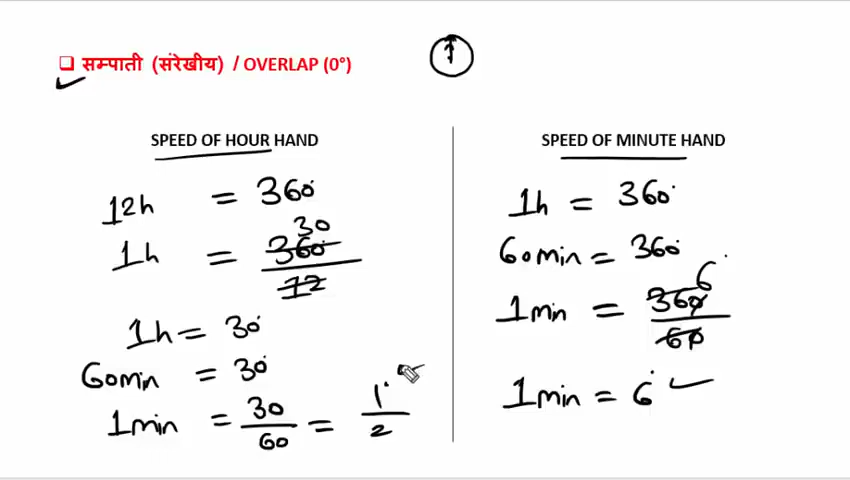 सम्पाती (संरेखीय) / OVERLAP (0°)
SPEED OF HOUR HAND
12h = 360°
30
1h = 360° / 12
1h = 30°
60min = 30°
1min = 30 / 60 = 1° / 2
SPEED OF MINUTE HAND
1h = 360°
60min = 360°
6
1min = 360 / 60
1min = 6°